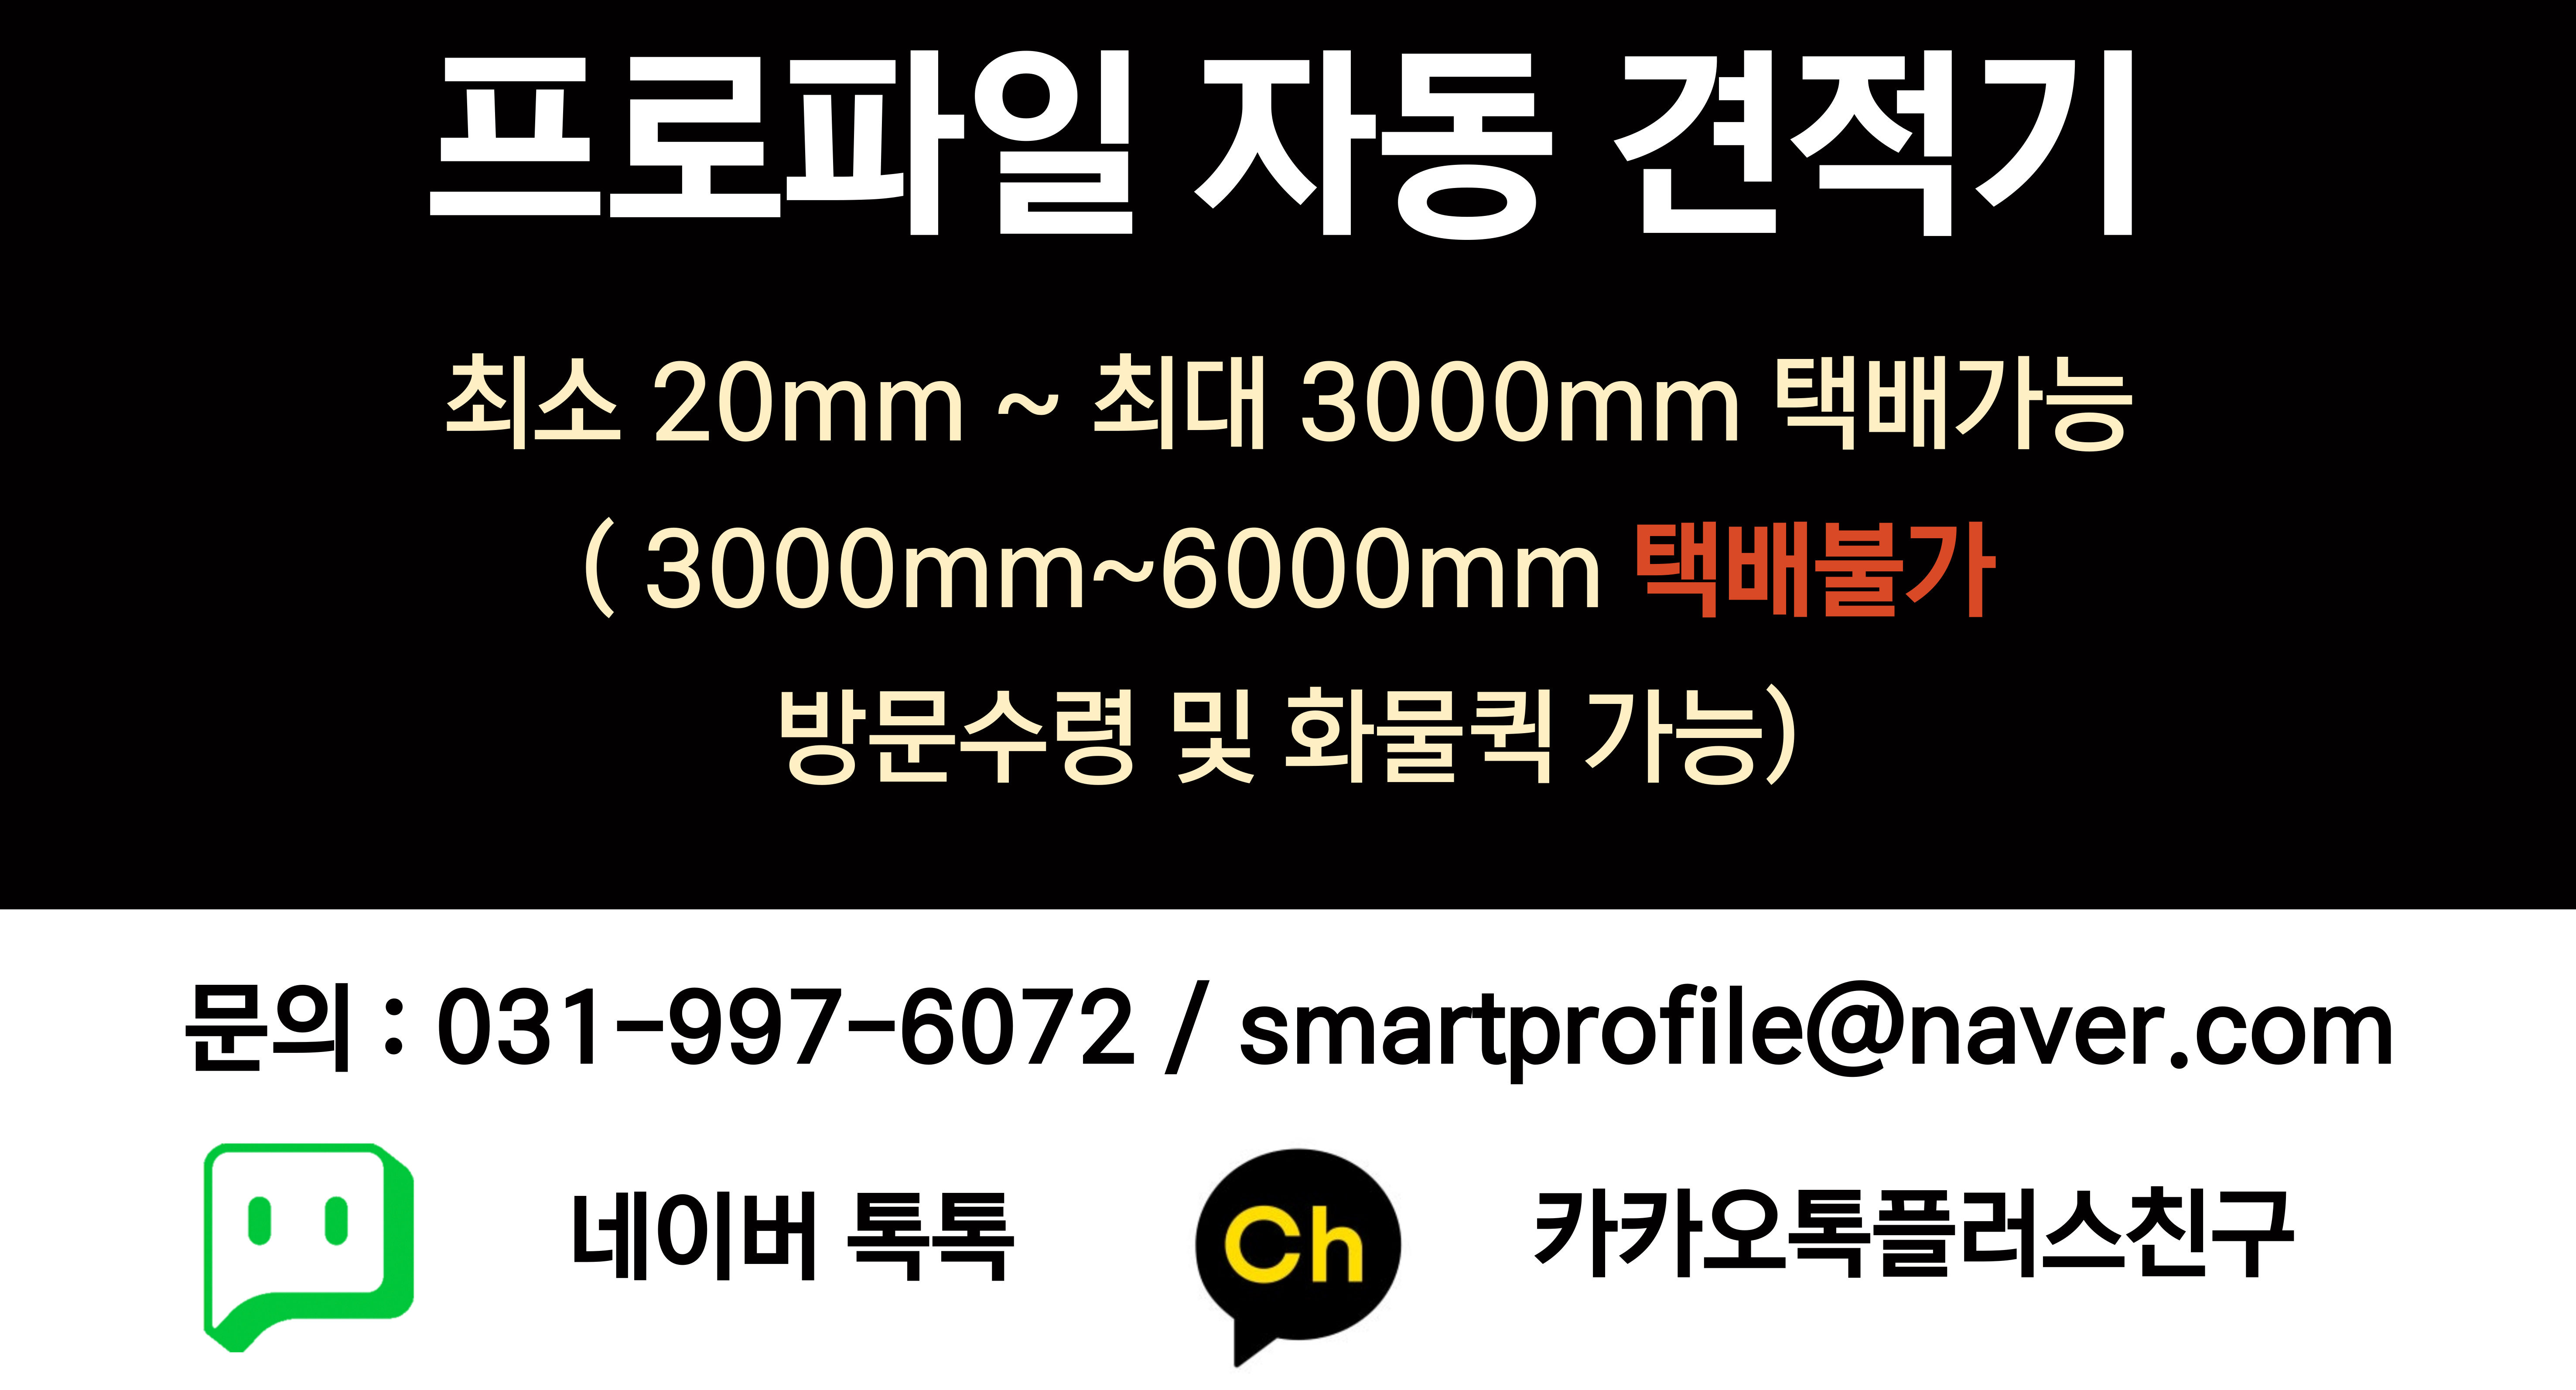 프로파일 자동 견적기
최소 20mm ~ 최대 3000mm 택배가능
( 3000mm~6000mm 택배불가
방문수령 및 화물퀵 가능)
문의 : 031-997-6072 / smartprofile@naver.com
네이버 톡톡
Ch
카카오톡플러스친구